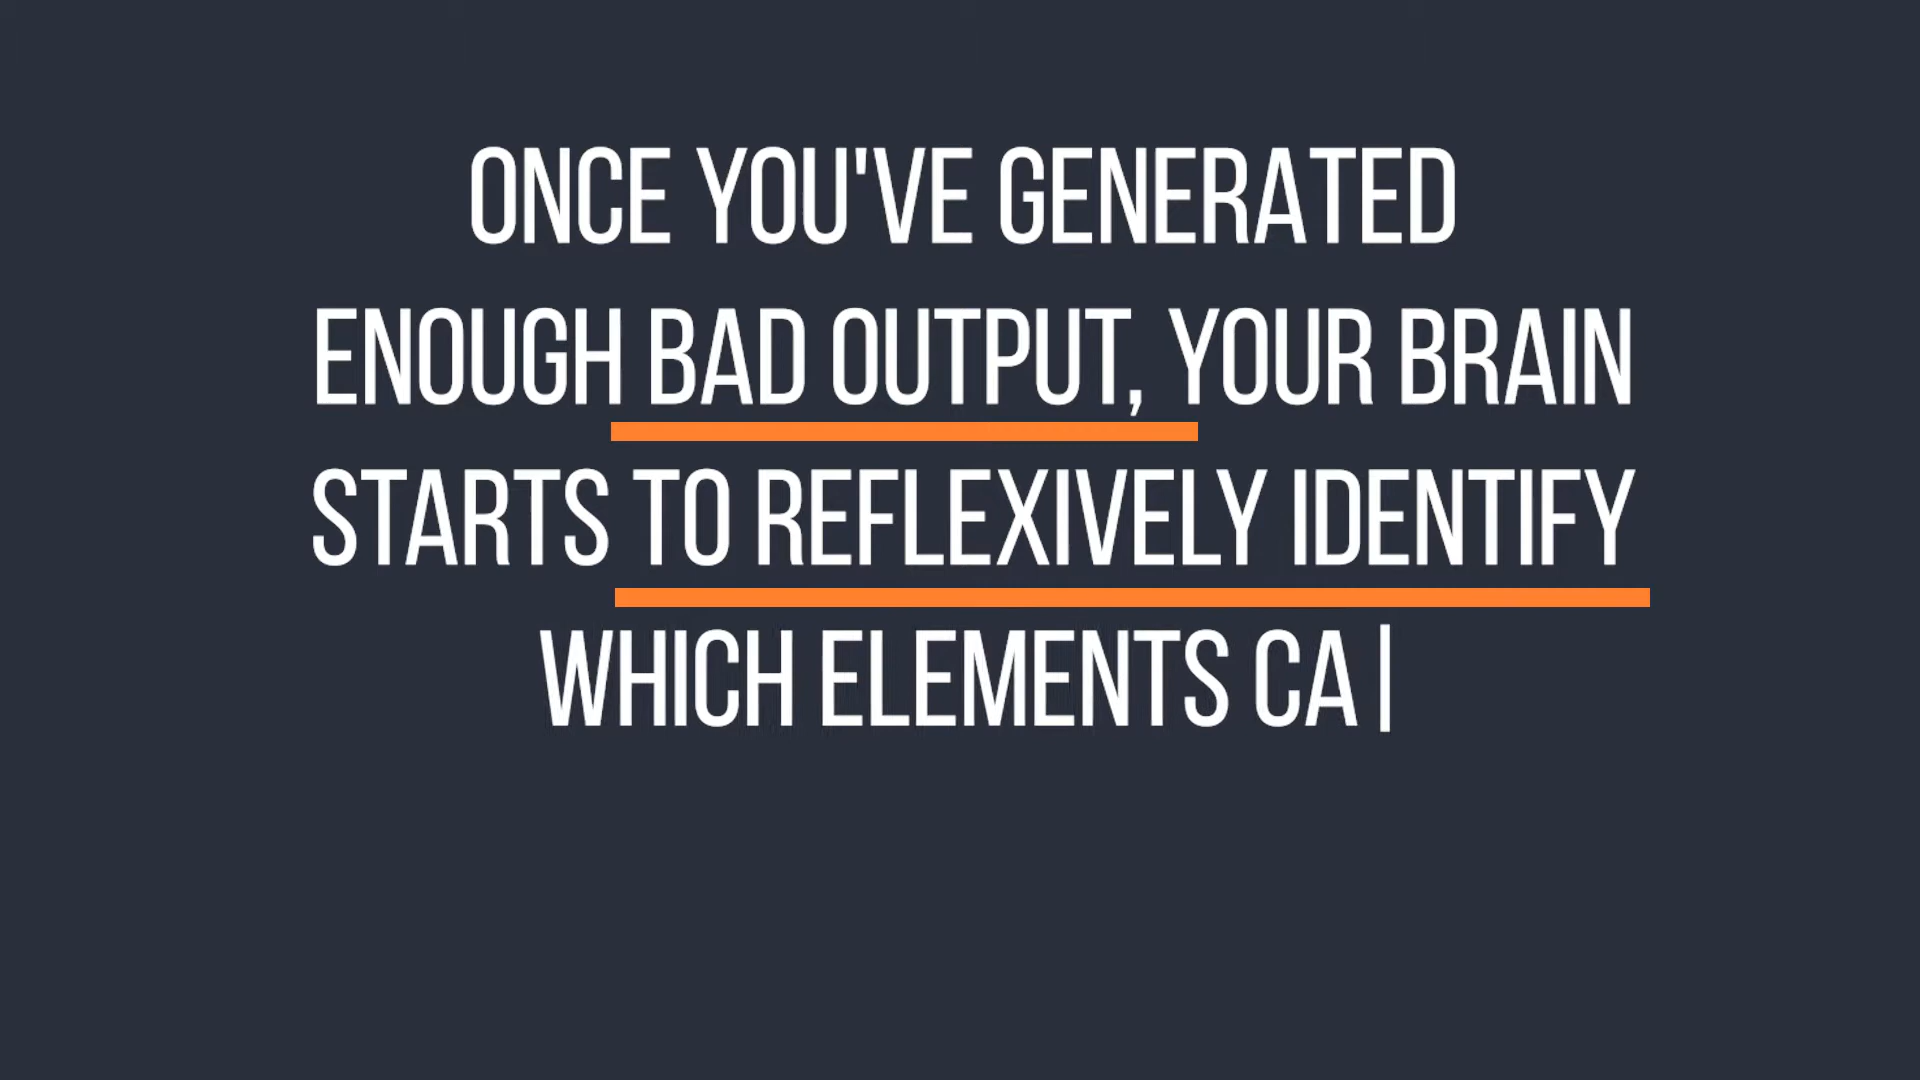 ONCE YOU'VE GENERATED
ENOUGH BAD OUTPUT, YOUR BRAIN
STARTS TO REFLEXIVELY IDENTIFY
WHICH ELEMENTS CA|